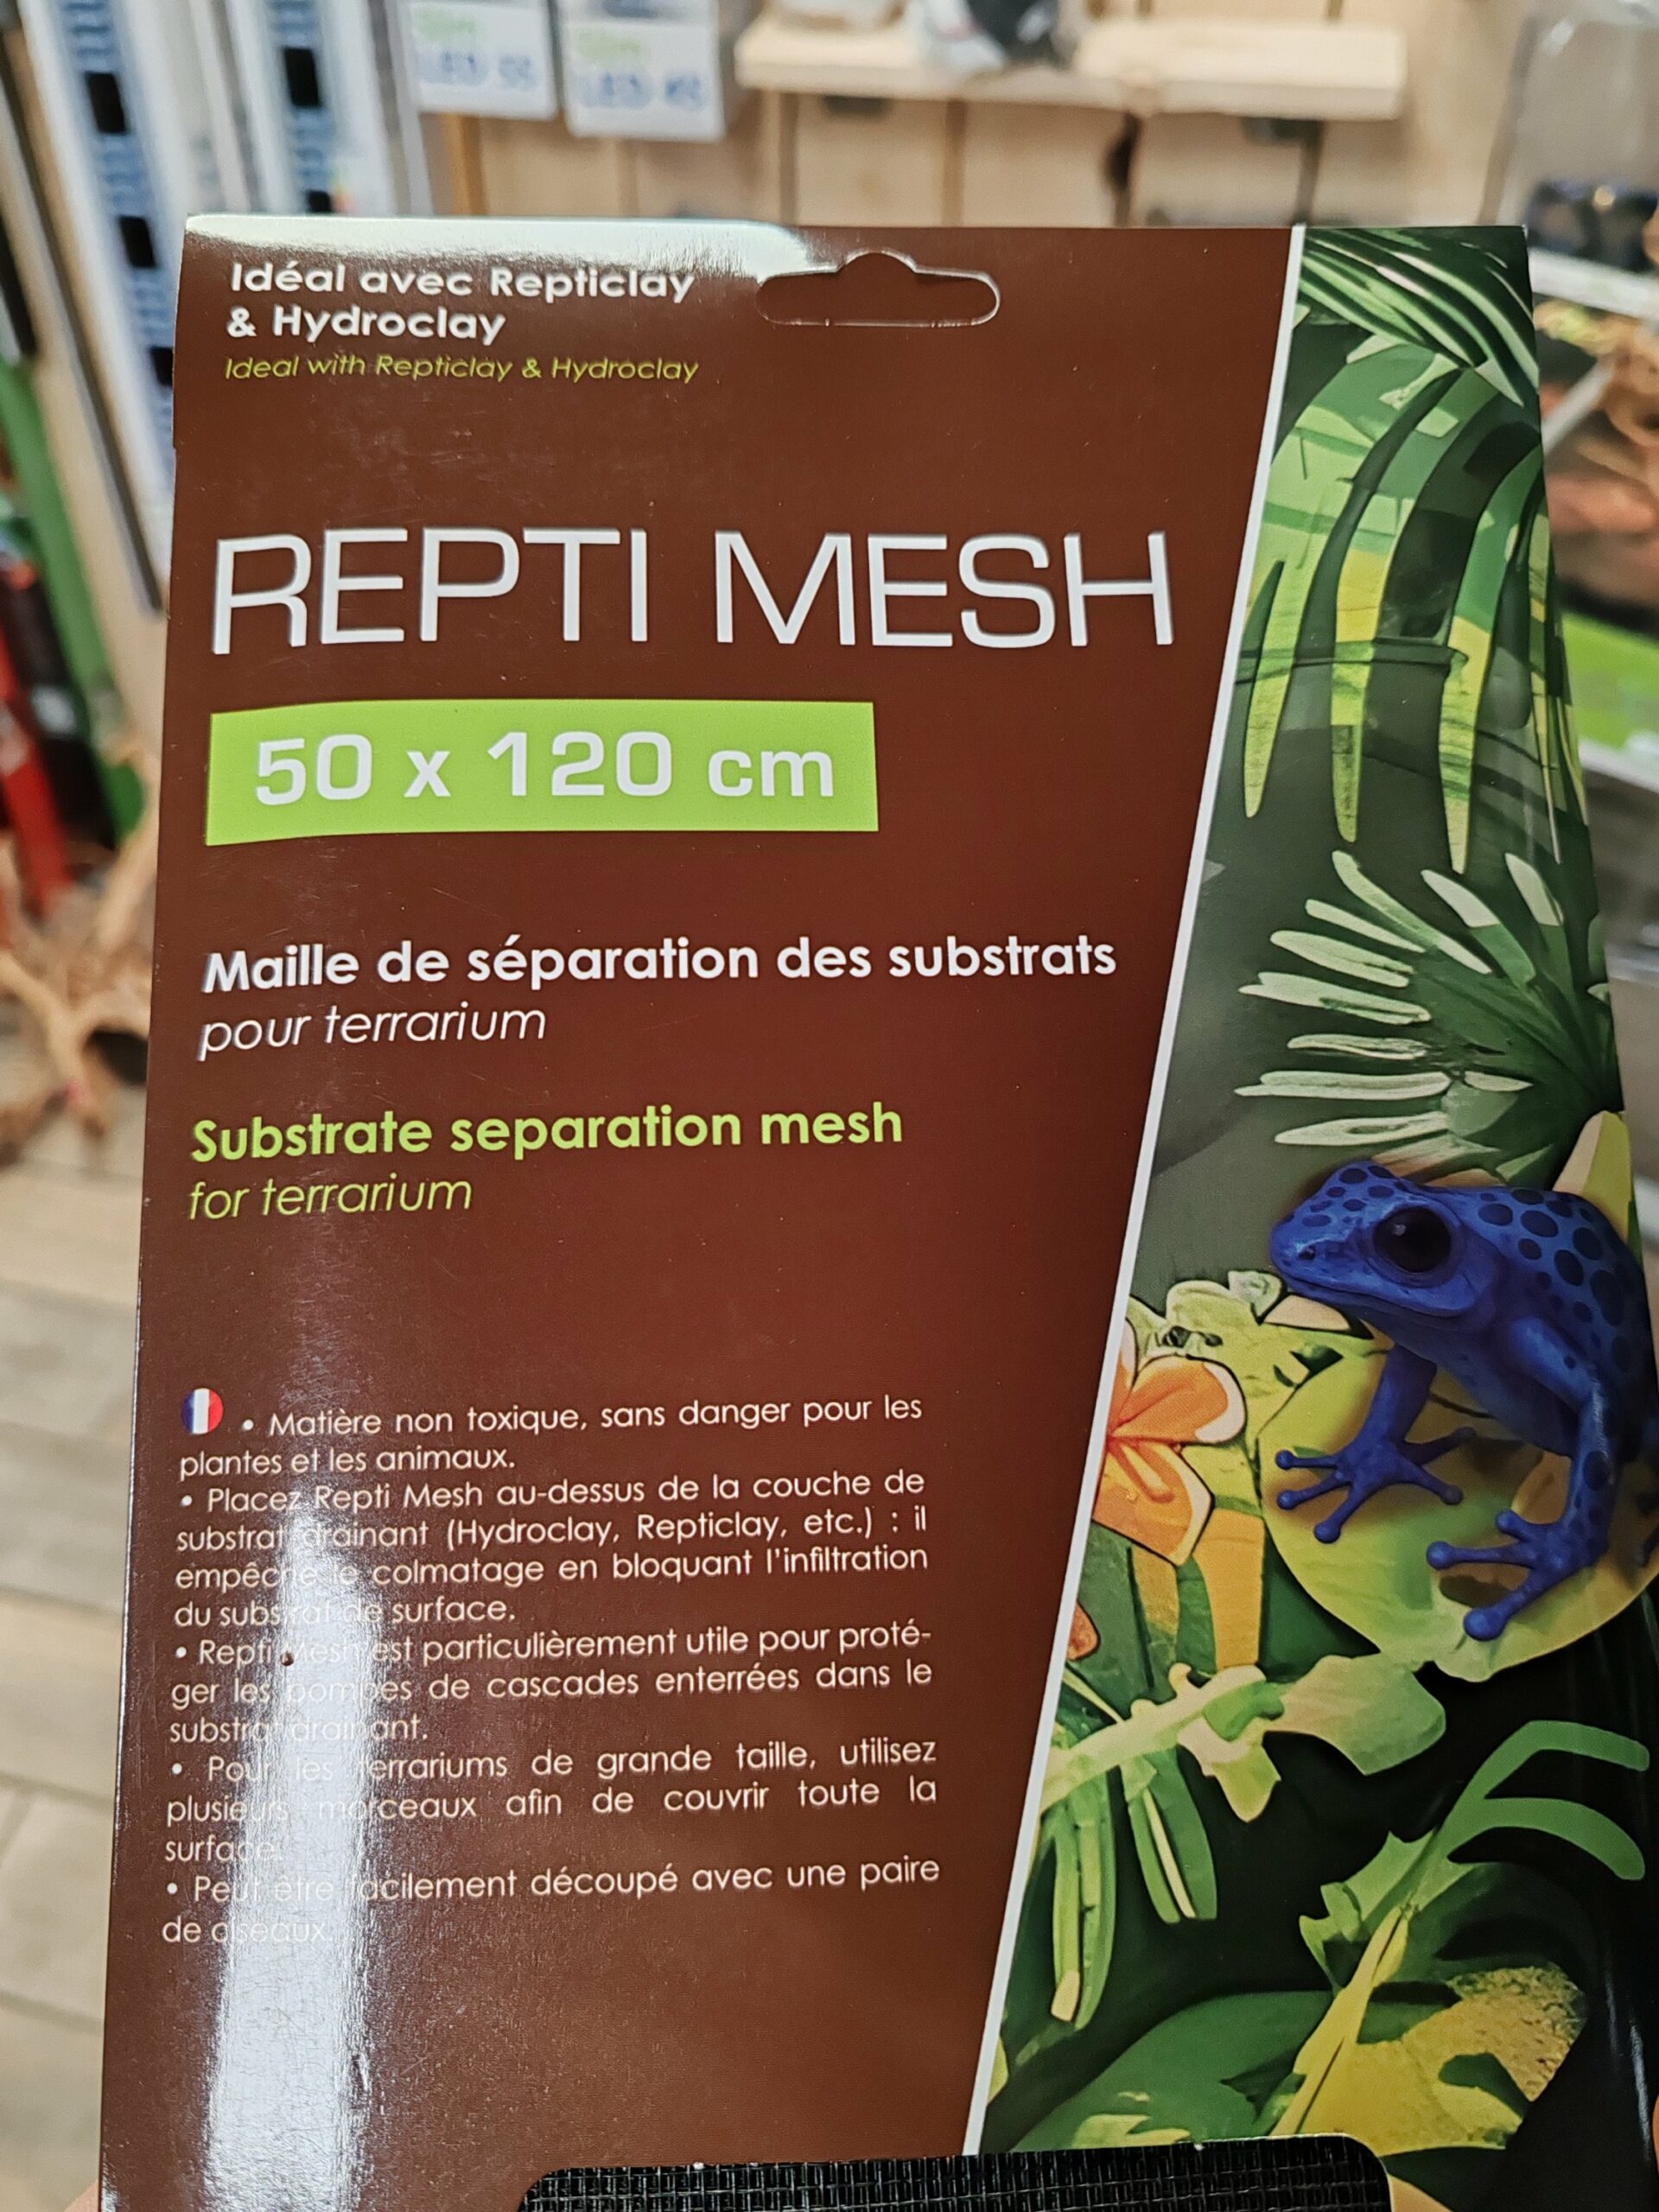 LED 55
LED 45
Idéal avec Repticlay
& Hydroclay
Ideal with Repticlay & Hydroclay
REPTI MESH
50 x 120 cm
Maille de séparation des substrats
pour terrarium
Substrate separation mesh
for terrarium
• Matière non toxique, sans danger pour les
plantes et les animaux.
• Placez Repti Mesh au-dessus de la couche de
substrat drainant (Hydroclay, Repticlay, etc.) : il
empêche le colmatage en bloquant l'infiltration
du substrat de surface.
• Repti Mesh est particulièrement utile pour proté-
ger les pompes de cascades enterrées dans le
substrat drainant.
• Pour les terrariums de grande taille, utilisez
plusieurs morceaux afin de couvrir toute la
surface.
• Peut être facilement découpé avec une paire
de ciseaux.